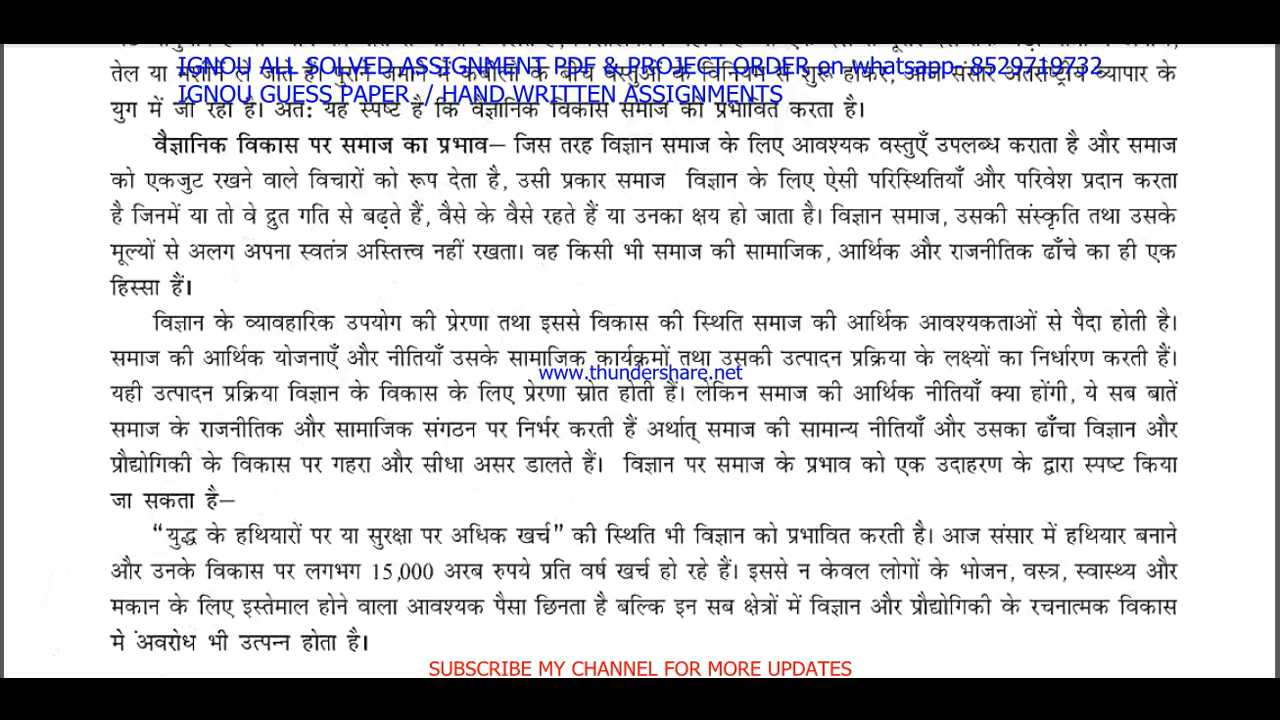 IGNOU ALL SOLVED ASSIGNMENT PDF & PROJECT ORDER on whatsapp- 8529719732
तेल या मशीनें ले जाते हैं। पुराने जमाने में कबीलों के बीच वस्तुओं के विनिमय से शुरू होकर, आज संसार अंतर्राष्ट्रीय व्यापार के
IGNOU GUESS PAPER / HAND WRITTEN ASSIGNMENTS
युग में जी रहा है। अतः यह स्पष्ट है कि वैज्ञानिक विकास समाज को प्रभावित करता है।
वैज्ञानिक विकास पर समाज का प्रभाव– जिस तरह विज्ञान समाज के लिए आवश्यक वस्तुएँ उपलब्ध कराता है और समाज
को एकजुट रखने वाले विचारों को रूप देता है, उसी प्रकार समाज विज्ञान के लिए ऐसी परिस्थितियाँ और परिवेश प्रदान करता
है जिनमें या तो वे द्रुत गति से बढ़ते हैं, वैसे के वैसे रहते हैं या उनका क्षय हो जाता है। विज्ञान समाज, उसकी संस्कृति तथा उसके
मूल्यों से अलग अपना स्वतंत्र अस्तित्त्व नहीं रखता। वह किसी भी समाज की सामाजिक, आर्थिक और राजनीतिक ढाँचे का ही एक
हिस्सा हैं।
विज्ञान के व्यावहारिक उपयोग की प्रेरणा तथा इससे विकास की स्थिति समाज की आर्थिक आवश्यकताओं से पैदा होती है।
समाज की आर्थिक योजनाएँ और नीतियाँ उसके सामाजिक कार्यक्रमों तथा उसकी उत्पादन प्रक्रिया के लक्ष्यों का निर्धारण करती हैं।
www.thundershare.net
यही उत्पादन प्रक्रिया विज्ञान के विकास के लिए प्रेरणा स्रोत होती हैं। लेकिन समाज की आर्थिक नीतियाँ क्या होंगी, ये सब बातें
समाज के राजनीतिक और सामाजिक संगठन पर निर्भर करती हैं अर्थात् समाज की सामान्य नीतियाँ और उसका ढाँचा विज्ञान और
प्रौद्योगिकी के विकास पर गहरा और सीधा असर डालते हैं। विज्ञान पर समाज के प्रभाव को एक उदाहरण के द्वारा स्पष्ट किया
जा सकता है–
“युद्ध के हथियारों पर या सुरक्षा पर अधिक खर्च” की स्थिति भी विज्ञान को प्रभावित करती है। आज संसार में हथियार बनाने
और उनके विकास पर लगभग 15,000 अरब रुपये प्रति वर्ष खर्च हो रहे हैं। इससे न केवल लोगों के भोजन, वस्त्र, स्वास्थ्य और
मकान के लिए इस्तेमाल होने वाला आवश्यक पैसा छिनता है बल्कि इन सब क्षेत्रों में विज्ञान और प्रौद्योगिकी के रचनात्मक विकास
मे अवरोध भी उत्पन्न होता है।
SUBSCRIBE MY CHANNEL FOR MORE UPDATES